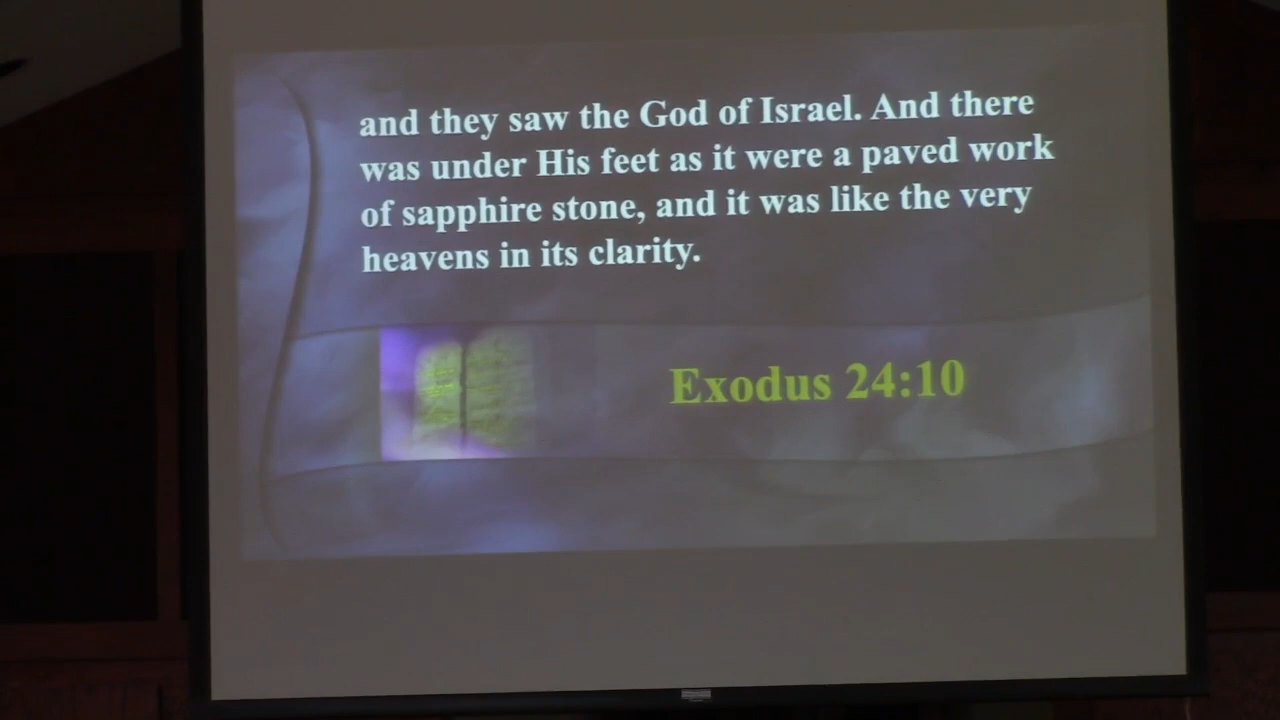 and they saw the God of Israel. And there
was under His feet as it were a paved work
of sapphire stone, and it was like the very
heavens in its clarity.
Exodus 24:10